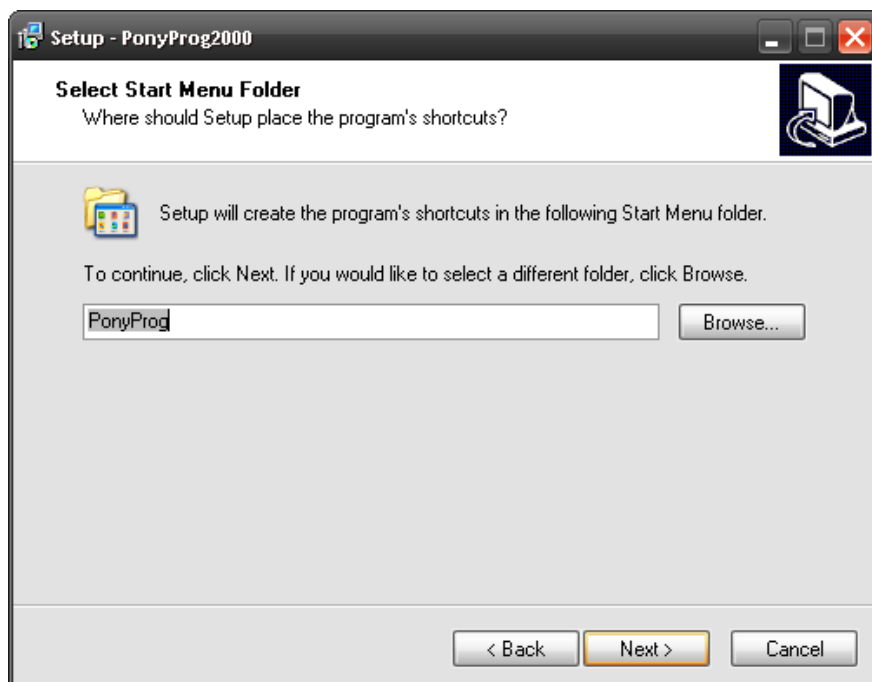 Setup - PonyProg2000
Select Start Menu Folder
Where should Setup place the program's shortcuts?
Setup will create the program's shortcuts in the following Start Menu folder.
To continue, click Next. If you would like to select a different folder, click Browse.
PonyProg
Browse...
< Back
Next >
Cancel